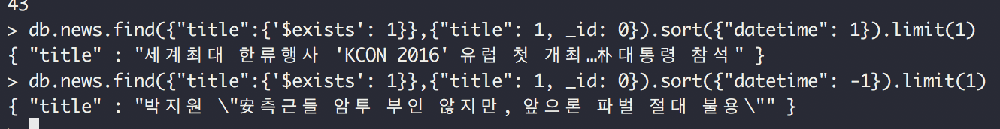 43
> db.news.find({"title":{'$exists': 1}},{"title": 1, _id: 0}).sort({"datetime": 1}).limit(1)
{ "title" : "세계최대 한류행사 'KCON 2016' 유럽 첫 개최…朴대통령 참석" }
> db.news.find({"title":{'$exists': 1}},{"title": 1, _id: 0}).sort({"datetime": -1}).limit(1)
{ "title" : "박지원 \"安측근들 암투 부인 않지만, 앞으론 파벌 절대 불용\"" }
>